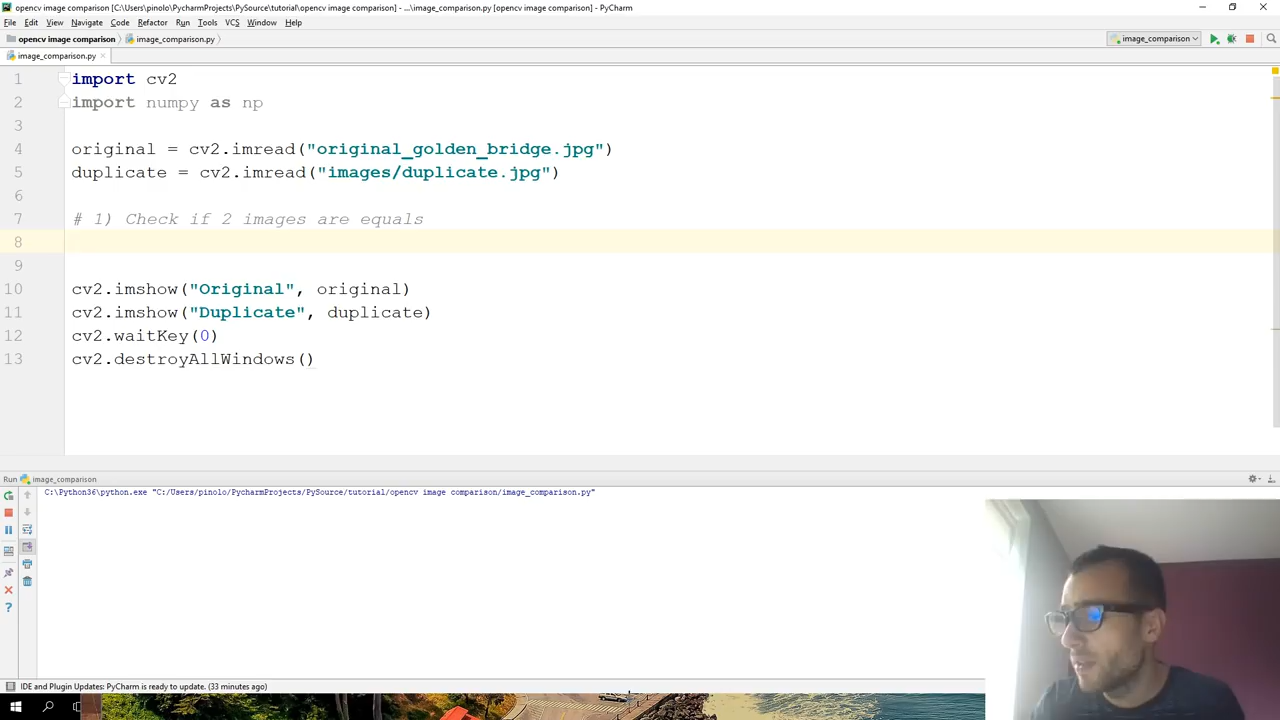 opencv image comparison [C:\Users\pinolo\PycharmProjects\PySource\tutorial\opencv image comparison] - ...\image_comparison.py [opencv image comparison] - PyCharm
File Edit View Navigate Code Refactor Run Tools VCS Window Help
opencv image comparison image_comparison.py image_comparison
image_comparison.py
1 import cv2
2 import numpy as np
3
4 original = cv2.imread("original_golden_bridge.jpg")
5 duplicate = cv2.imread("images/duplicate.jpg")
6
7 # 1) Check if 2 images are equals
8
9
10 cv2.imshow("Original", original)
11 cv2.imshow("Duplicate", duplicate)
12 cv2.waitKey(0)
13 cv2.destroyAllWindows()
Run image_comparison
C:\Python36\python.exe "C:/Users/pinolo/PycharmProjects/PySource/tutorial/opencv image comparison/image_comparison.py"
IDE and Plugin Updates: PyCharm is ready to update. (33 minutes ago)